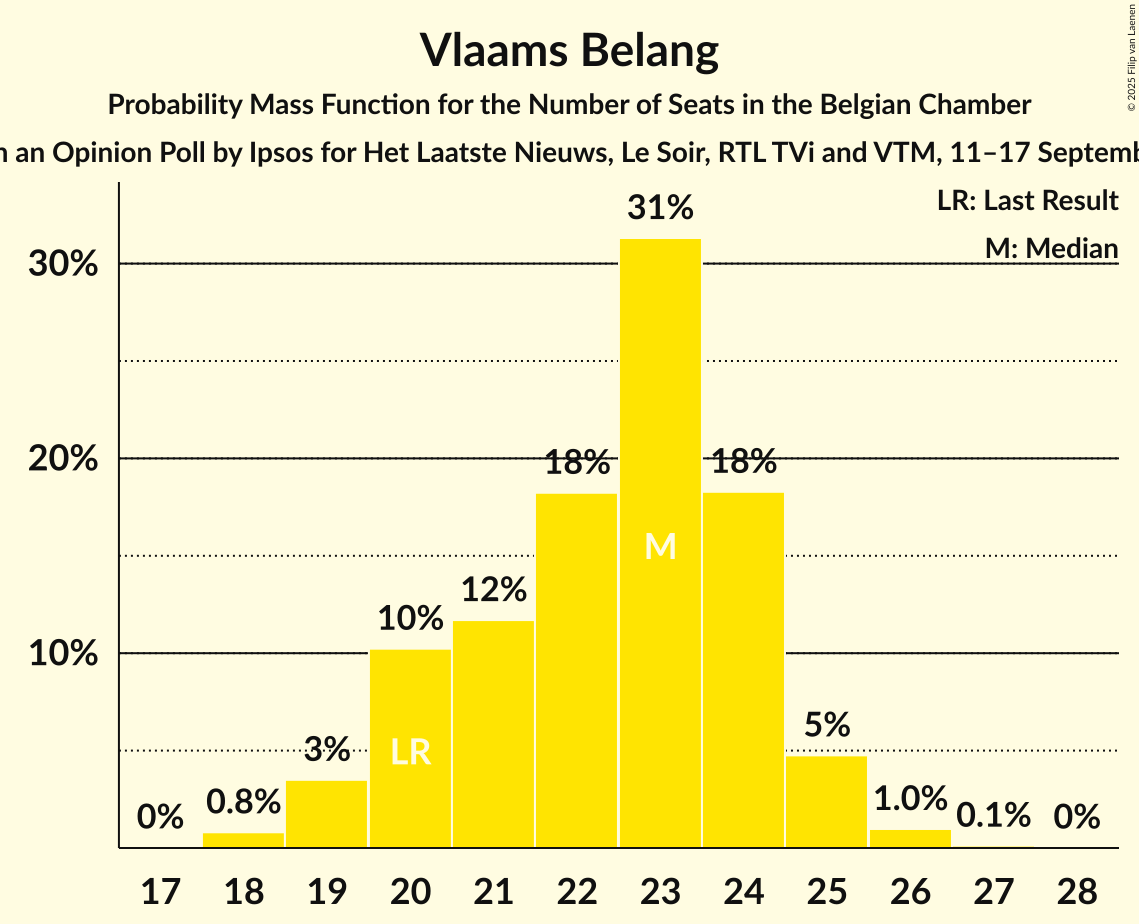 Vlaams Belang
Probability Mass Function for the Number of Seats in the Belgian Chamber
an Opinion Poll by Ipsos for Het Laatste Nieuws, Le Soir, RTL TVi and VTM, 11–17
© 2025 Filip van Laenen
LR: Last Result
M: Median
31%
30%
20%
18%
18%
M
12%
10%
10%
5%
3%
LR
0%
0.8%
1.0%
0.1%
0%
17 18 19 20 21 22 23 24 25 26 27 28